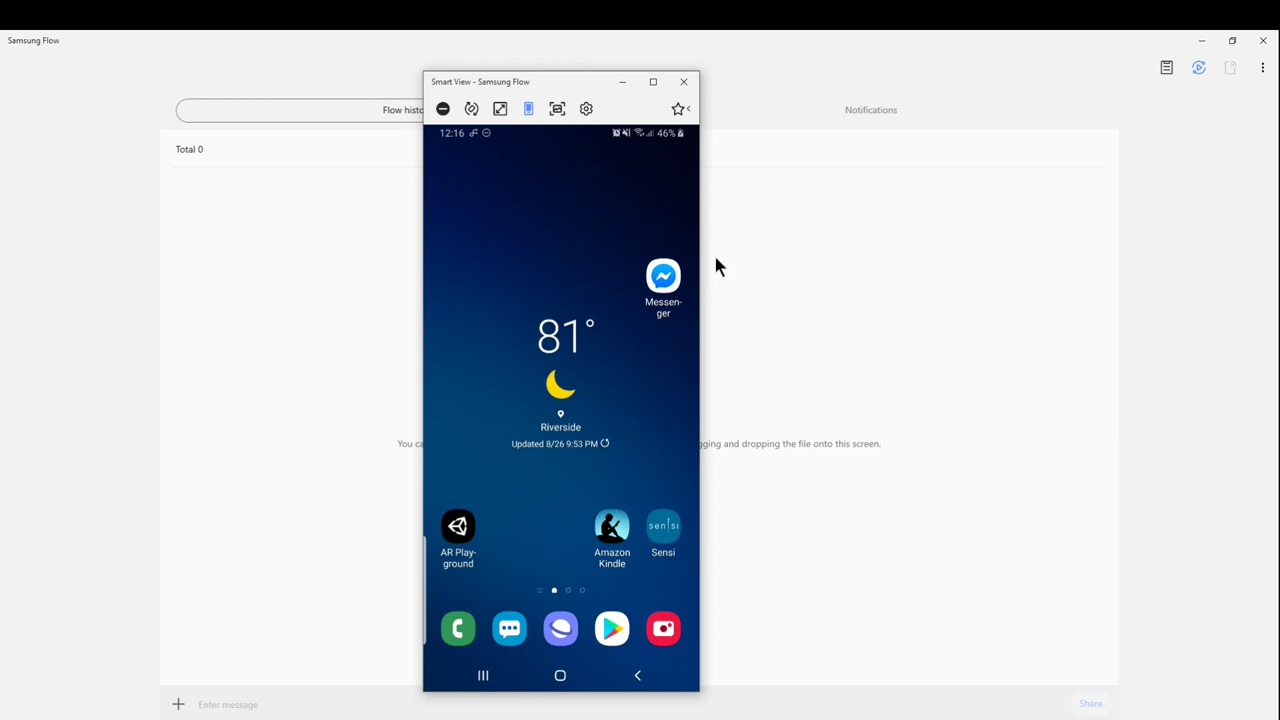 Samsung Flow
Smart View - Samsung Flow
Flow histo
Notifications
12:16
46%
Total 0
Messen-
ger
81°
Riverside
Updated 8/26 9:53 PM
You ca
gging and dropping the file onto this screen.
sen|si
AR Play-
ground
Amazon
Kindle
Sensi
Enter message
Share